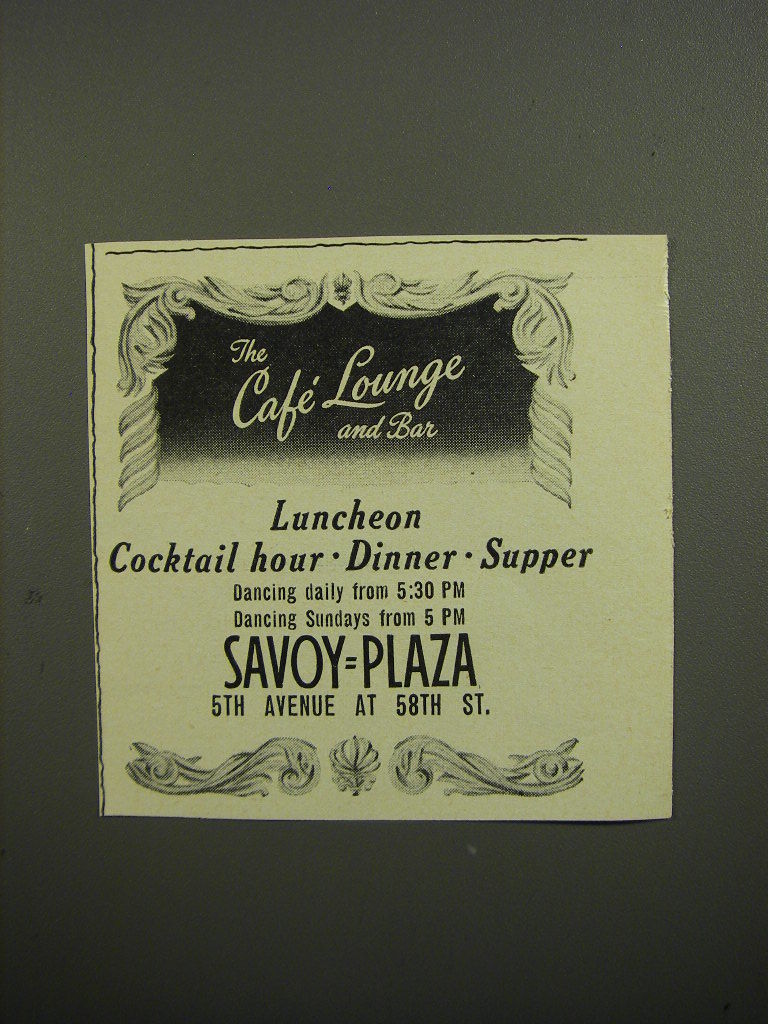 The
Café Lounge
and Bar
Luncheon
Cocktail hour · Dinner · Supper
Dancing daily from 5:30 PM
Dancing Sundays from 5 PM
SAVOY=PLAZA
5TH AVENUE AT 58TH ST.